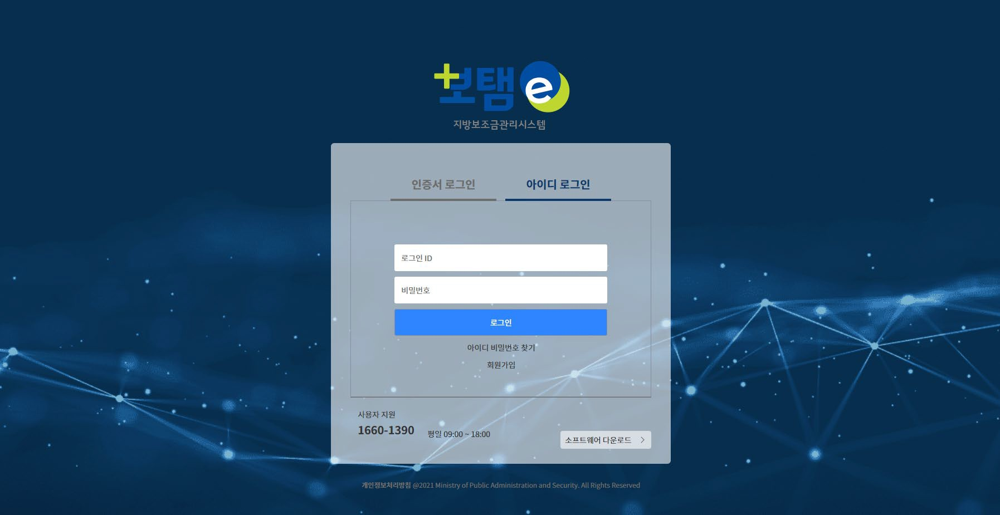 보탬e
지방보조금관리시스템
인증서 로그인
아이디 로그인
로그인 ID
비밀번호
로그인
아이디 비밀번호 찾기
회원가입
사용자 지원
1660-1390 평일 09:00 ~ 18:00
소프트웨어 다운로드
개인정보처리방침 @2021 Ministry of Public Administration and Security. All Rights Reserved